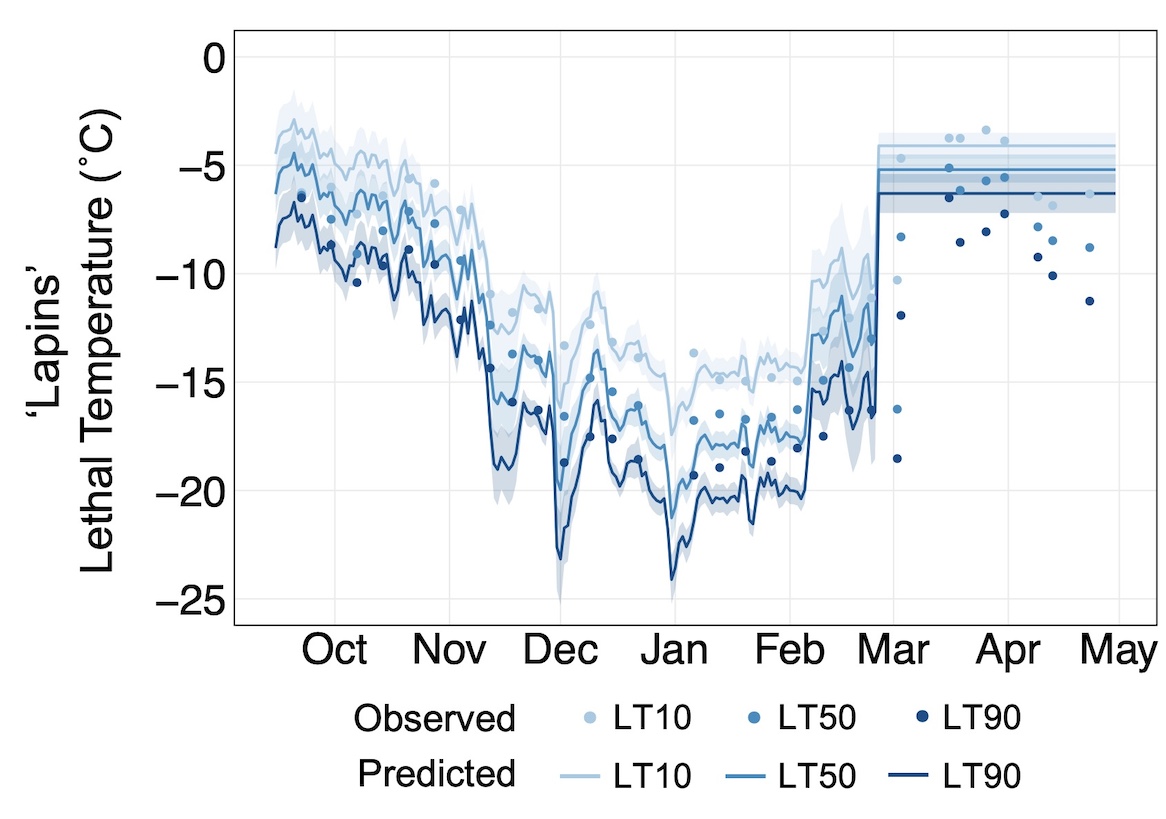 ‘Lapins’
Lethal Temperature (˚C)
0
−5
−10
−15
−20
−25
Oct Nov Dec Jan Feb Mar Apr May
Observed LT10 LT50 LT90
Predicted LT10 LT50 LT90